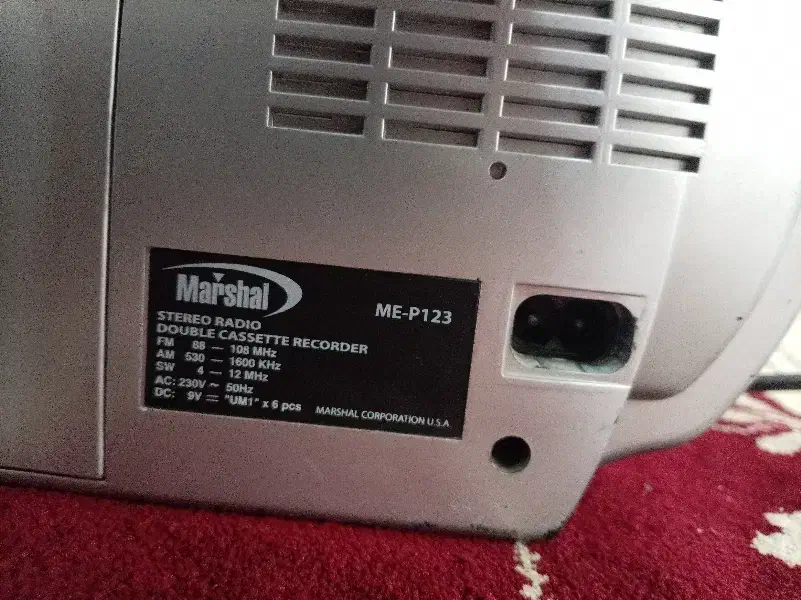 Marshal
ME-P123
STEREO RADIO
DOUBLE CASSETTE RECORDER
FM 88 — 108 MHz
AM 530 — 1600 KHz
SW 4 — 12 MHz
AC: 230V ~ 50Hz
DC: 9V ⎓ "UM1" x 6 pcs
MARSHAL CORPORATION U.S.A